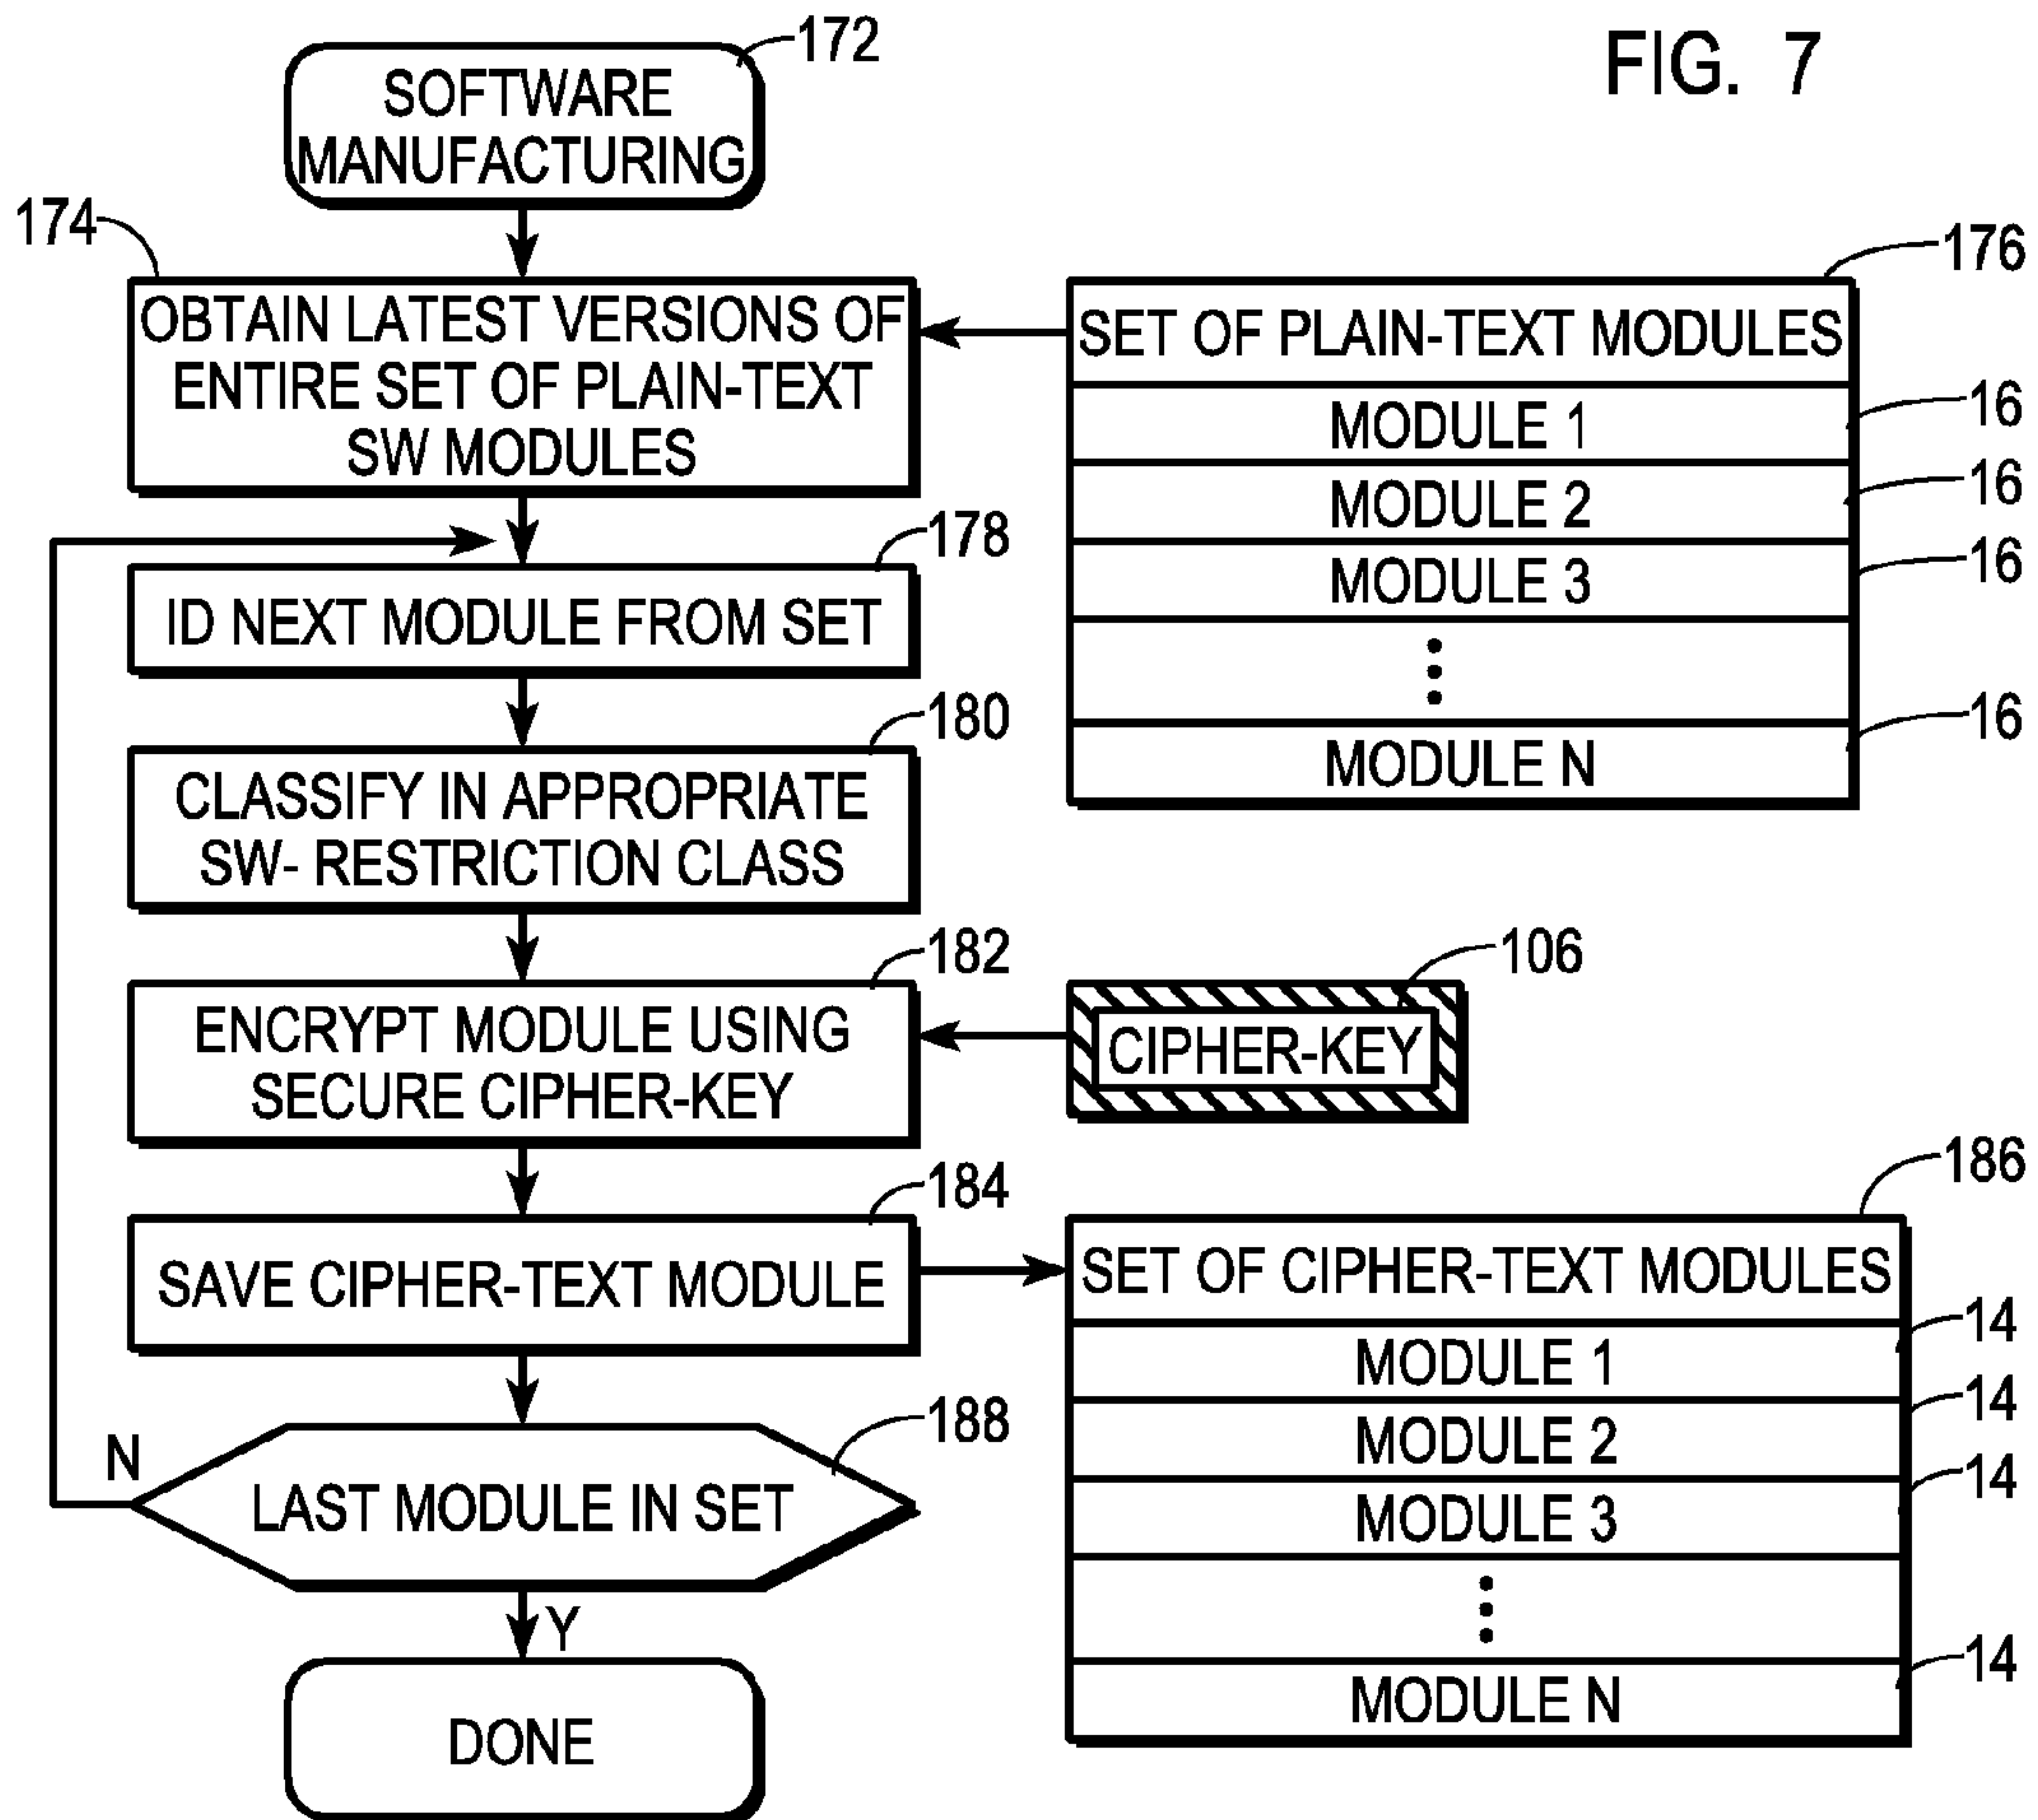 FIG. 7
172
SOFTWARE
MANUFACTURING
174
OBTAIN LATEST VERSIONS OF
ENTIRE SET OF PLAIN-TEXT
SW MODULES
176
SET OF PLAIN-TEXT MODULES
MODULE 1
16
MODULE 2
16
MODULE 3
16
MODULE N
16
178
ID NEXT MODULE FROM SET
180
CLASSIFY IN APPROPRIATE
SW- RESTRICTION CLASS
182
ENCRYPT MODULE USING
SECURE CIPHER-KEY
106
CIPHER-KEY
184
SAVE CIPHER-TEXT MODULE
186
SET OF CIPHER-TEXT MODULES
MODULE 1
14
MODULE 2
14
MODULE 3
14
MODULE N
14
188
N
LAST MODULE IN SET
Y
DONE